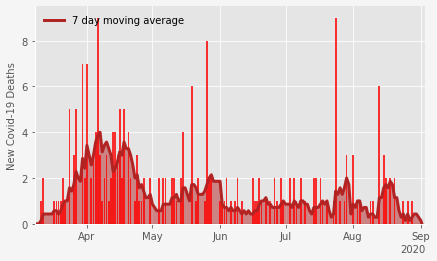 7 day moving average
New Covid-19 Deaths
8
6
4
2
0
Apr
May
Jun
Jul
Aug
Sep
2020